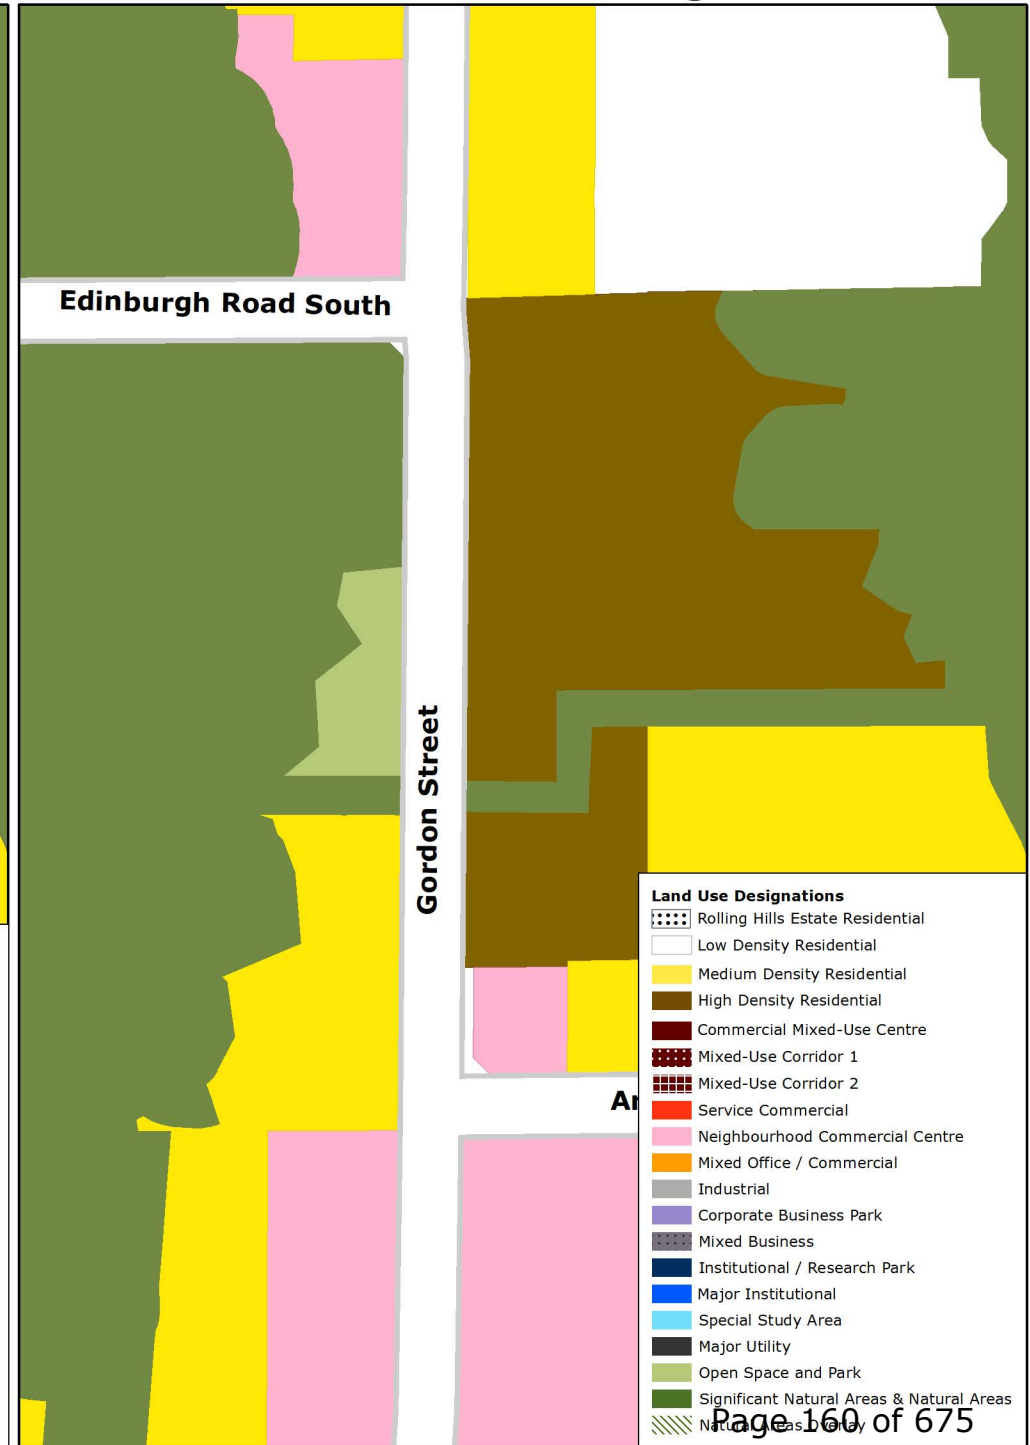 Edinburgh Road South
Gordon Street
Land Use Designations
Rolling Hills Estate Residential
Low Density Residential
Medium Density Residential
High Density Residential
Ar
Commercial Mixed-Use Centre
Mixed-Use Corridor 1
Mixed-Use Corridor 2
Service Commercial
Neighbourhood Commercial Centre
Mixed Office / Commercial
Industrial
Corporate Business Park
Mixed Business
Institutional / Research Park
Major Institutional
Special Study Area
Major Utility
Open Space and Park
Significant Natural Areas & Natural Areas
Natural Areas Overlay
Page 160 of 675